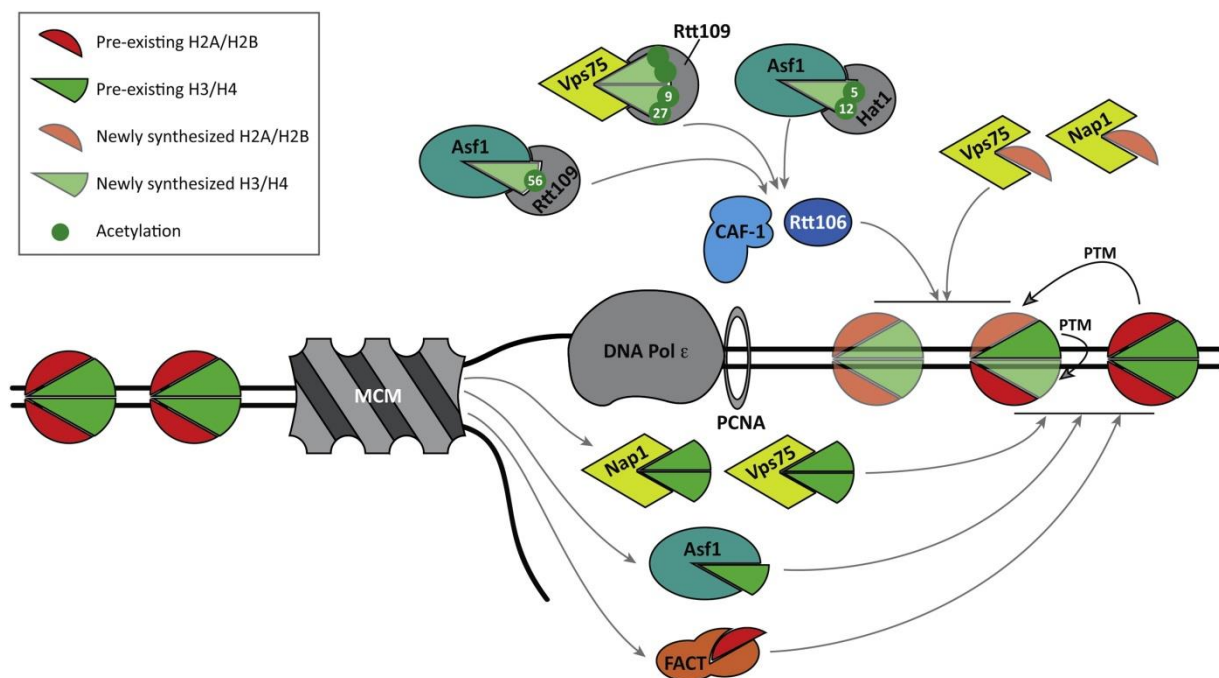 Pre-existing H2A/H2B
Pre-existing H3/H4
Newly synthesized H2A/H2B
Newly synthesized H3/H4
Acetylation
Rtt109
Vps75
9
27
Asf1
5
12
Hat1
Asf1
56
Rtt109
Vps75
Nap1
CAF-1
Rtt106
PTM
PTM
DNA Pol ε
MCM
PCNA
Nap1
Vps75
Asf1
FACT